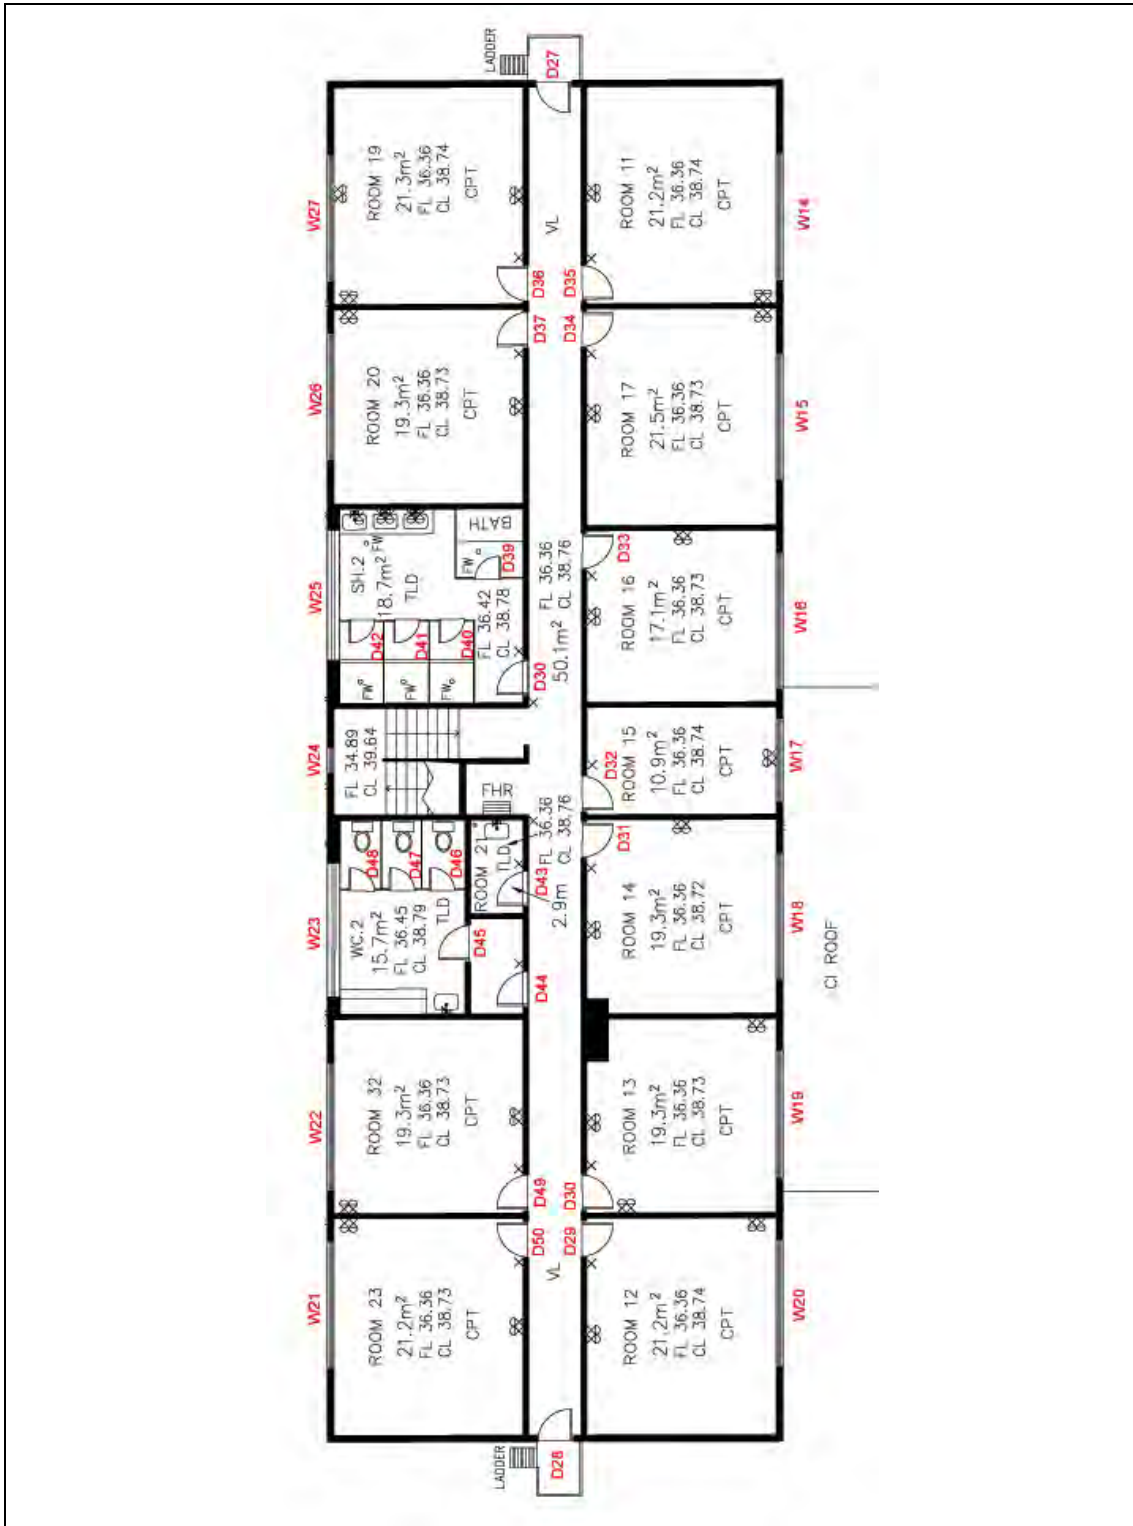 LADDER
D27
W27
ROOM 19
21.3m²
FL 36.36
CL 38.74
CPT
VL
ROOM 11
21.2m²
FL 36.36
CL 38.74
CPT
W14
D36
D35
W26
ROOM 20
19.3m²
FL 36.36
CL 38.73
CPT
D37
D34
ROOM 17
21.5m²
FL 36.36
CL 38.73
CPT
W15
W25
SH.2
18.7m²
TLD
FW
BATH
FW
D39
FL 36.42
CL 38.78
D42
D41
D40
FW
FW
FW
D30
50.1m²
FL 36.36
CL 38.76
D33
ROOM 16
17.1m²
FL 36.36
CL 38.73
CPT
W16
W24
FL 34.89
CL 39.64
FHR
D32
ROOM 15
10.9m²
FL 36.36
CL 38.74
CPT
W17
W23
WC.2
15.7m²
FL 36.45
CL 38.79
TLD
D48
D47
D46
D45
ROOM 21
TLD
FL 36.36
CL 38.76
D43
2.9m
D44
D31
ROOM 14
19.3m²
FL 36.36
CL 38.72
CPT
W18
CI ROOF
W22
ROOM 32
19.3m²
FL 36.36
CL 38.73
CPT
D49
D30
ROOM 13
19.3m²
FL 36.36
CL 38.73
CPT
W19
W21
ROOM 23
21.2m²
FL 36.36
CL 38.73
CPT
D50
D29
VL
ROOM 12
21.2m²
FL 36.36
CL 38.74
CPT
W20
LADDER
D28